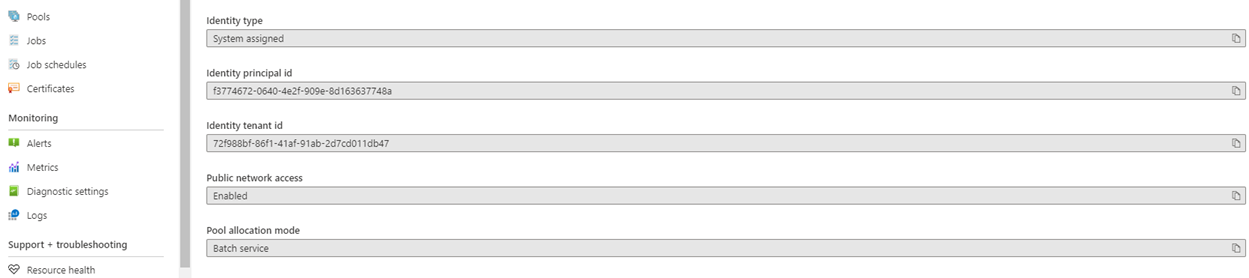 Pools
Jobs
Job schedules
Certificates
Monitoring
Alerts
Metrics
Diagnostic settings
Logs
Support + troubleshooting
Resource health
Identity type
System assigned
Identity principal id
f3774672-0640-4e2f-909e-8d163637748a
Identity tenant id
72f988bf-86f1-41af-91ab-2d7cd011db47
Public network access
Enabled
Pool allocation mode
Batch service